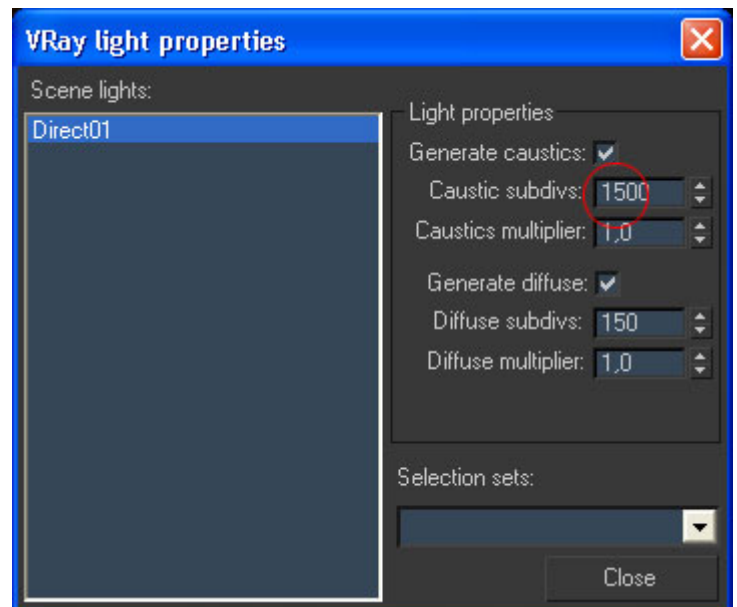 VRay light properties
Scene lights:
Direct01
Light properties
Generate caustics:
Caustic subdivs: 1500
Caustics multiplier: 1,0
Generate diffuse:
Diffuse subdivs: 150
Diffuse multiplier: 1,0
Selection sets:
Close